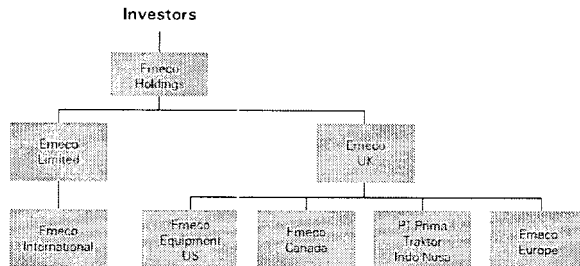 Investors
Emeco
Holdings
Emeco
Limited
Emeco
UK
Emeco
International
Emeco
Equipment
US
Emeco
Canada
PT Prima
Traktor
Indo Nusa
Emeco
Europe